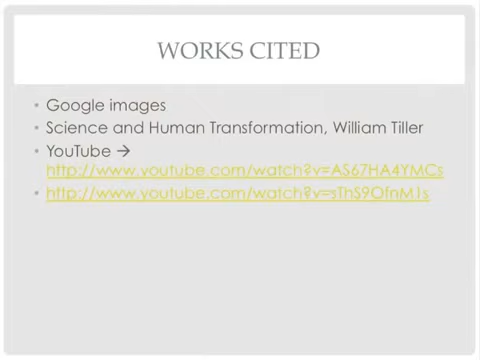 WORKS CITED
• Google images
• Science and Human Transformation, William Tiller
• YouTube →
http://www.youtube.com/watch?v=AS67HA4YMCs
• http://www.youtube.com/watch?v=sThS9OfnM1s